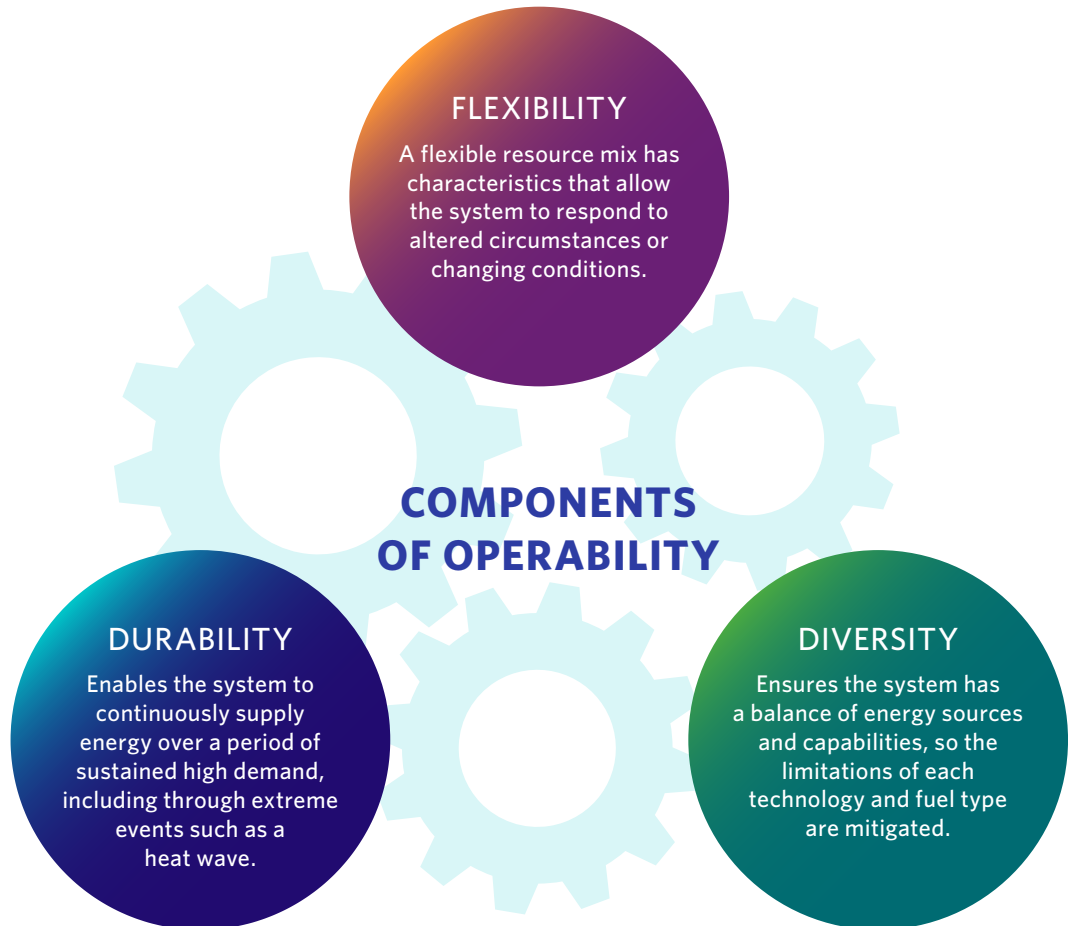 FLEXIBILITY
A flexible resource mix has
characteristics that allow
the system to respond to
altered circumstances or
changing conditions.
COMPONENTS
OF OPERABILITY
DURABILITY
Enables the system to
continuously supply
energy over a period of
sustained high demand,
including through extreme
events such as a
heat wave.
DIVERSITY
Ensures the system has
a balance of energy sources
and capabilities, so the
limitations of each
technology and fuel type
are mitigated.